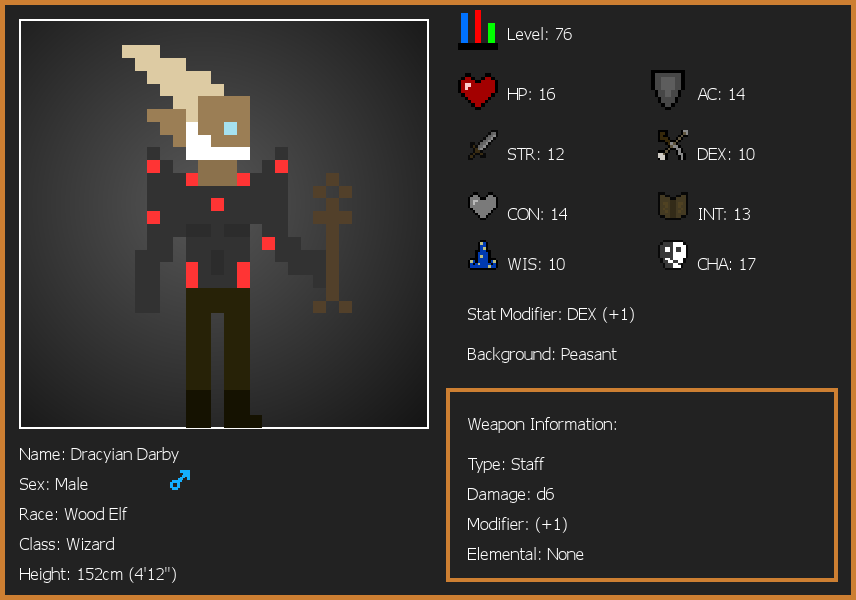 Level: 76
HP: 16
AC: 14
STR: 12
DEX: 10
CON: 14
INT: 13
WIS: 10
CHA: 17
Stat Modifier: DEX (+1)
Background: Peasant
Weapon Information:
Type: Staff
Damage: d6
Modifier: (+1)
Elemental: None
Name: Dracyian Darby
Sex: Male
Race: Wood Elf
Class: Wizard
Height: 152cm (4'12")